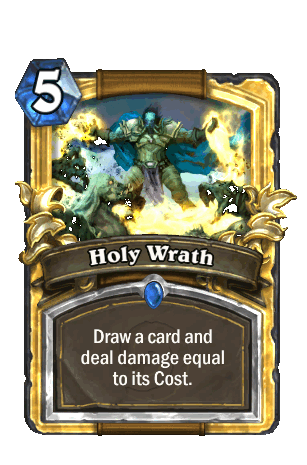 5
Holy Wrath
Draw a card and
deal damage equal
to its Cost.